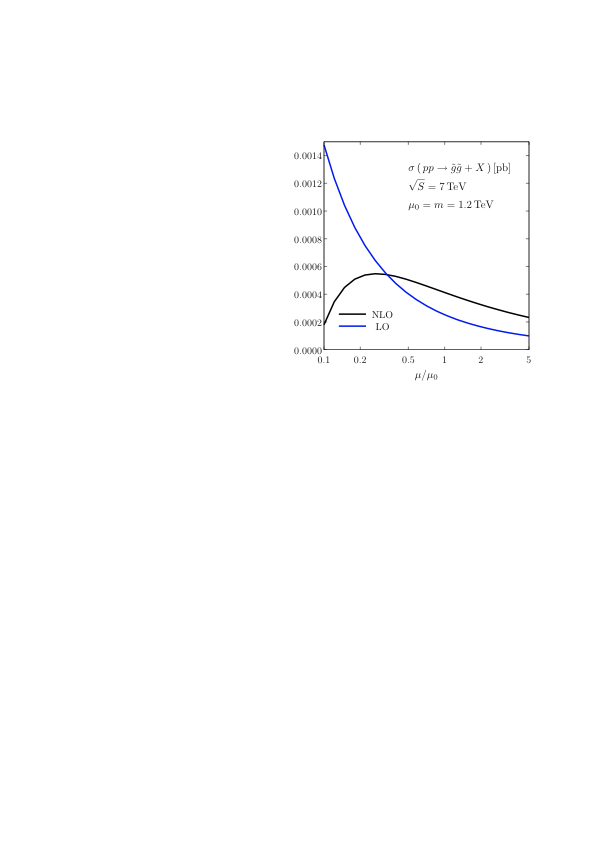 0.0014
σ ( pp → g̃g̃ + X ) [pb]
0.0012
√S = 7 TeV
0.0010
μ₀ = m = 1.2 TeV
0.0008
0.0006
0.0004
NLO
0.0002
LO
0.0000
0.1 0.2 0.5 1 2 5
μ/μ₀